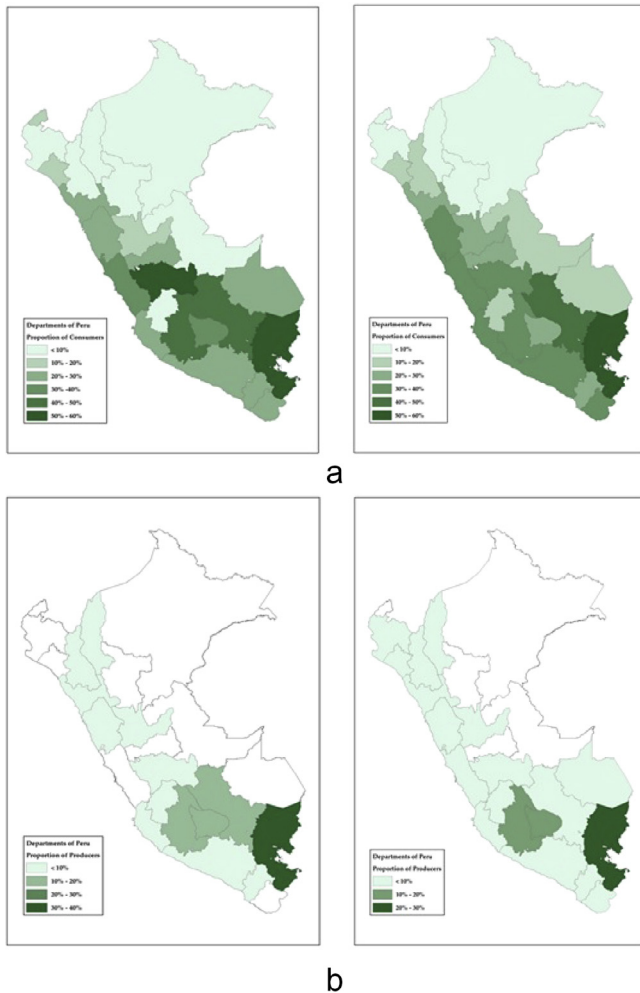 Departments of Peru
Proportion of Consumers
< 10%
10% - 20%
20% - 30%
30% -40%
40% - 50%
50% - 60%
Departments of Peru
Proportion of Consumers
< 10%
10% - 20%
20% - 30%
30% - 40%
40% - 50%
50% - 60%
a
Departments of Peru
Proportion of Producers
< 10%
10% - 20%
20% - 30%
30% - 40%
Departments of Peru
Proportion of Producers
< 10%
10% - 20%
20% - 30%
b